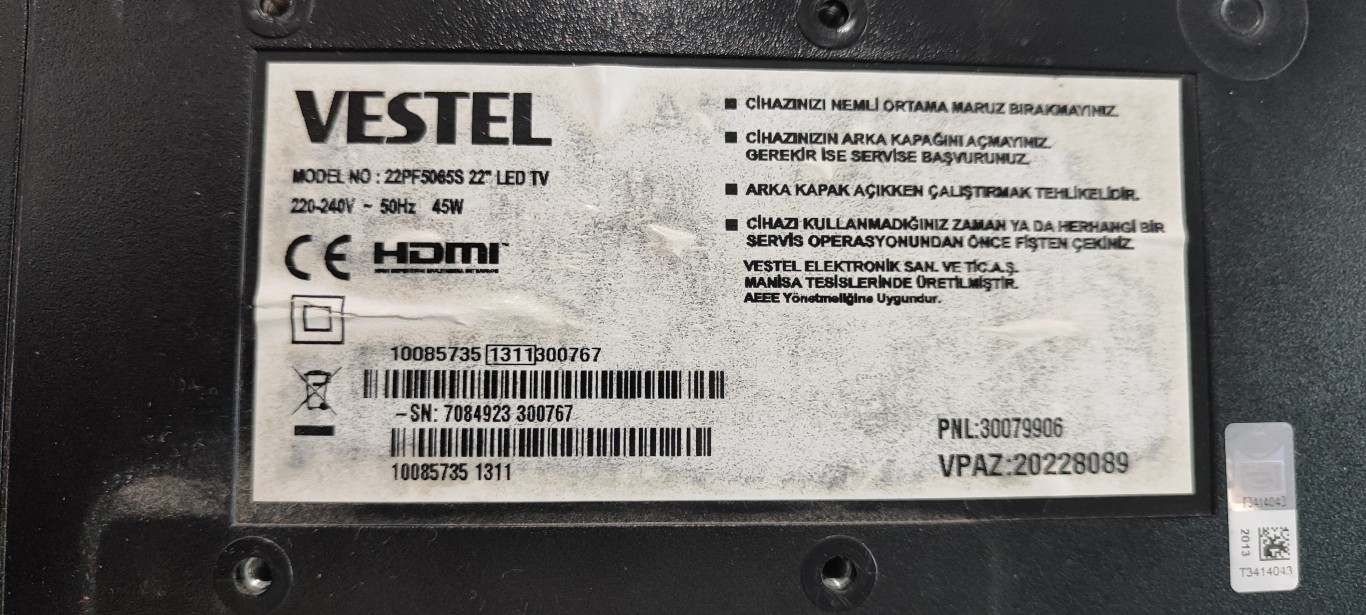 VESTEL
MODEL NO : 22PF5065S 22" LED TV
220-240V ~ 50Hz 45W
CE HDMI™
10085735 1311300767
–SN: 7084923 300767
10085735 1311
■ CİHAZINIZI NEMLİ ORTAMA MARUZ BIRAKMAYINIZ.
■ CİHAZINIZIN ARKA KAPAĞINI AÇMAYINIZ.
GEREKİR İSE SERVİSE BAŞVURUNUZ.
■ ARKA KAPAK AÇIKKEN ÇALIŞTIRMAK TEHLİKELİDİR.
■ CİHAZI KULLANMADIĞINIZ ZAMAN YA DA HERHANGİ BİR
SERVİS OPERASYONUNDAN ÖNCE FİŞTEN ÇEKİNİZ.
VESTEL ELEKTRONİK SAN. VE TİC.A.Ş.
MANİSA TESİSLERİNDE ÜRETİLMİŞTİR.
AEEE Yönetmeliğine Uygundur.
PNL:30079906
VPAZ:20228089
T3414043
2013
T3414043